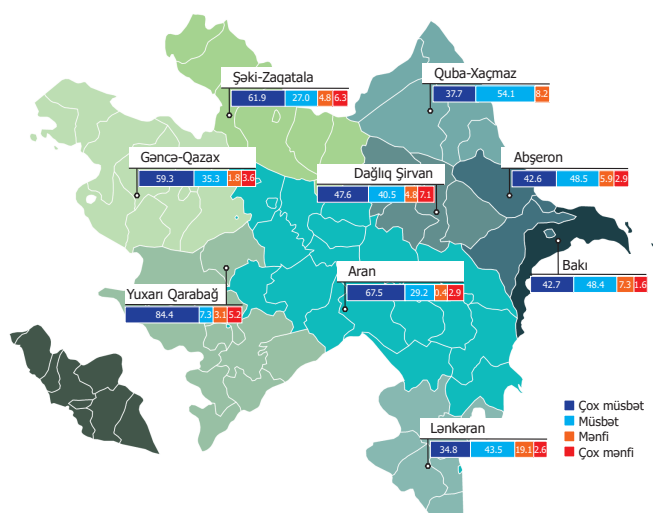 Şəki-Zaqatala
61.9 27.0 4.8 6.3
Quba-Xaçmaz
37.7 54.1 8.2
Gəncə-Qazax
59.3 35.3 1.8 3.6
Dağlıq Şirvan
47.6 40.5 4.8 7.1
Abşeron
42.6 48.5 5.9 2.9
Yuxarı Qarabağ
84.4 7.3 3.1 5.2
Aran
67.5 29.2 0.4 2.9
Bakı
42.7 48.4 7.3 1.6
Lənkəran
34.8 43.5 19.1 2.6
Çox müsbət
Müsbət
Mənfi
Çox mənfi